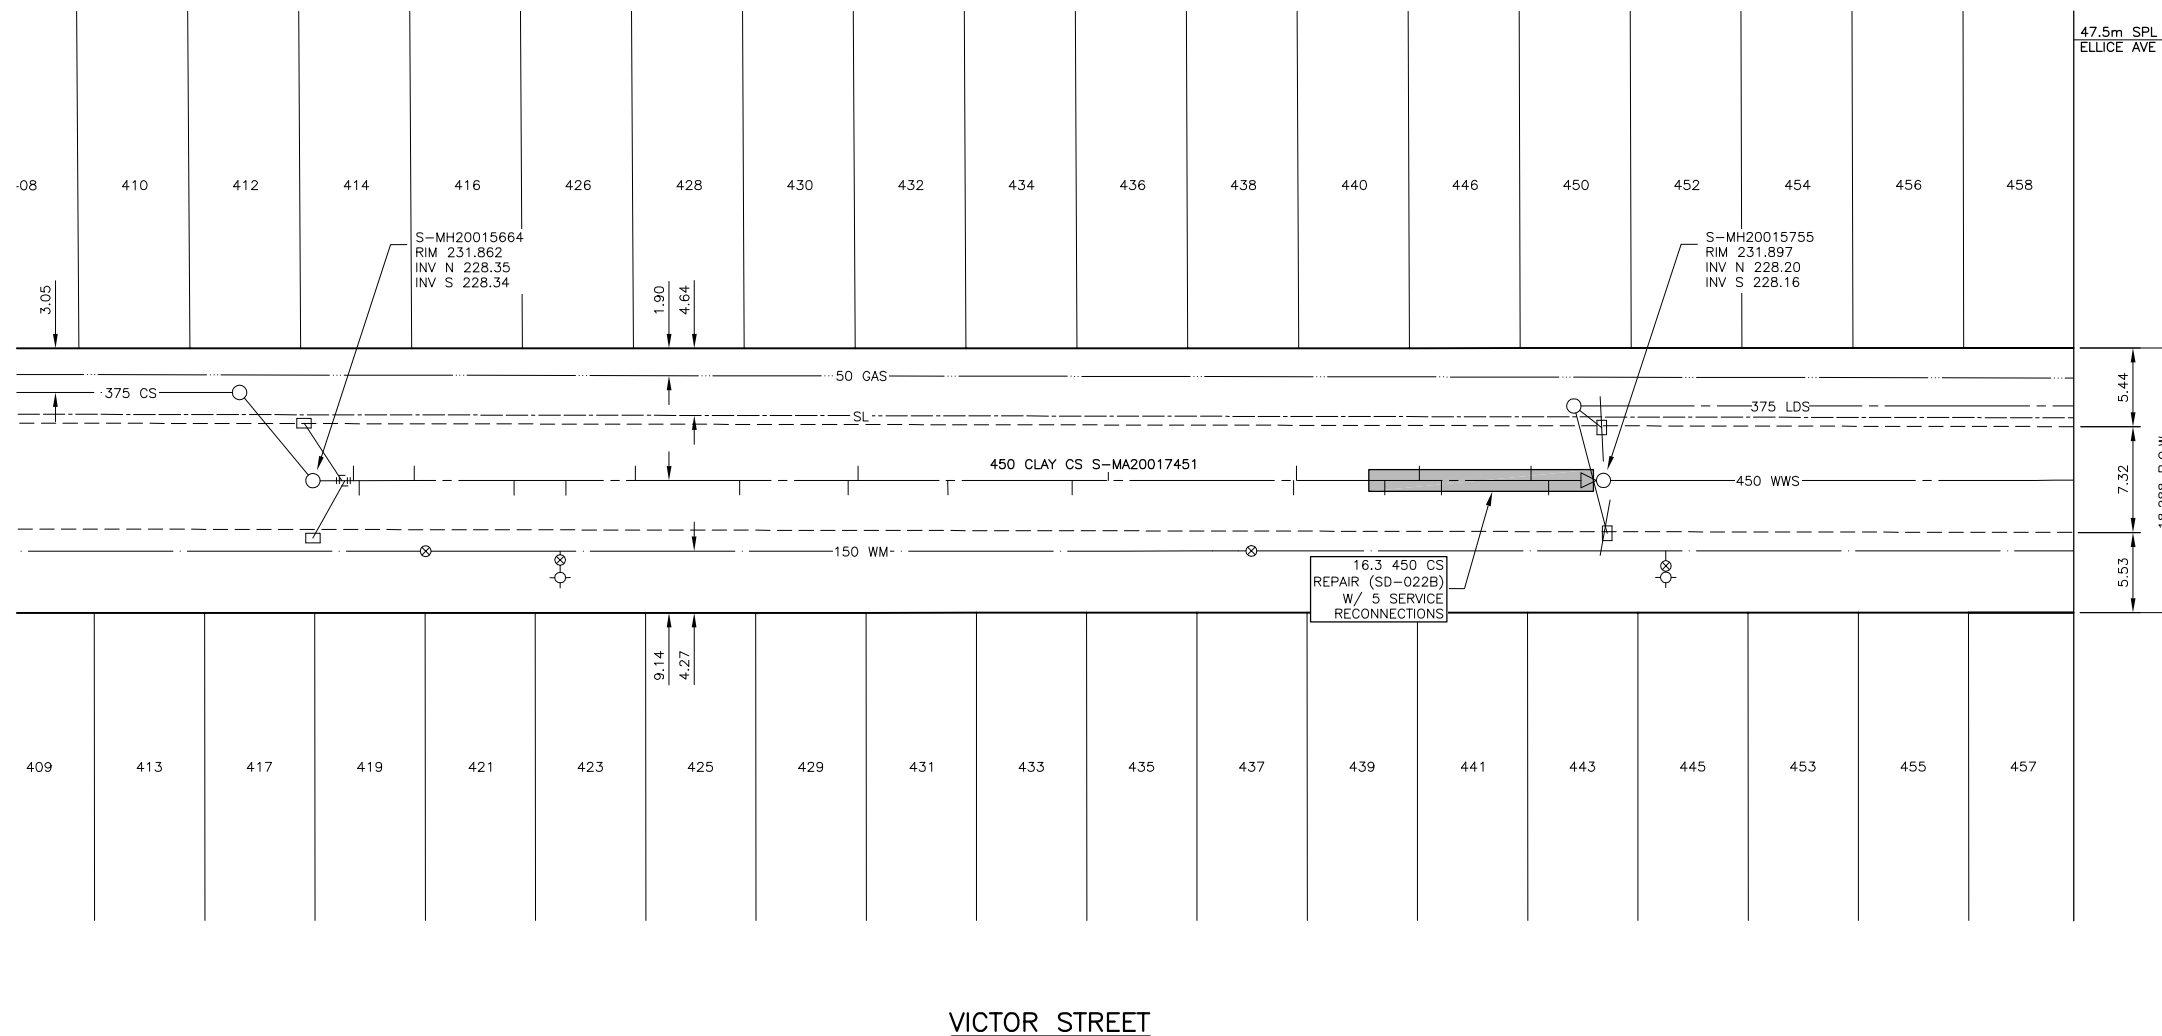 47.5m SPL
ELLICE AVE
-08 410 412 414 416 426 428 430 432 434 436 438 440 446 450 452 454 456 458
S-MH20015664
RIM 231.862
INV N 228.35
INV S 228.34
S-MH20015755
RIM 231.897
INV N 228.20
INV S 228.16
3.05
1.90
4.64
50 GAS
375 CS
SL
375 LDS
5.44
450 CLAY CS S-MA20017451
450 WWS
7.32
150 WM
16.3 450 CS
REPAIR (SD-022B)
W/ 5 SERVICE
RECONNECTIONS
5.53
9.14
4.27
409 413 417 419 421 423 425 429 431 433 435 437 439 441 443 445 453 455 457
VICTOR STREET